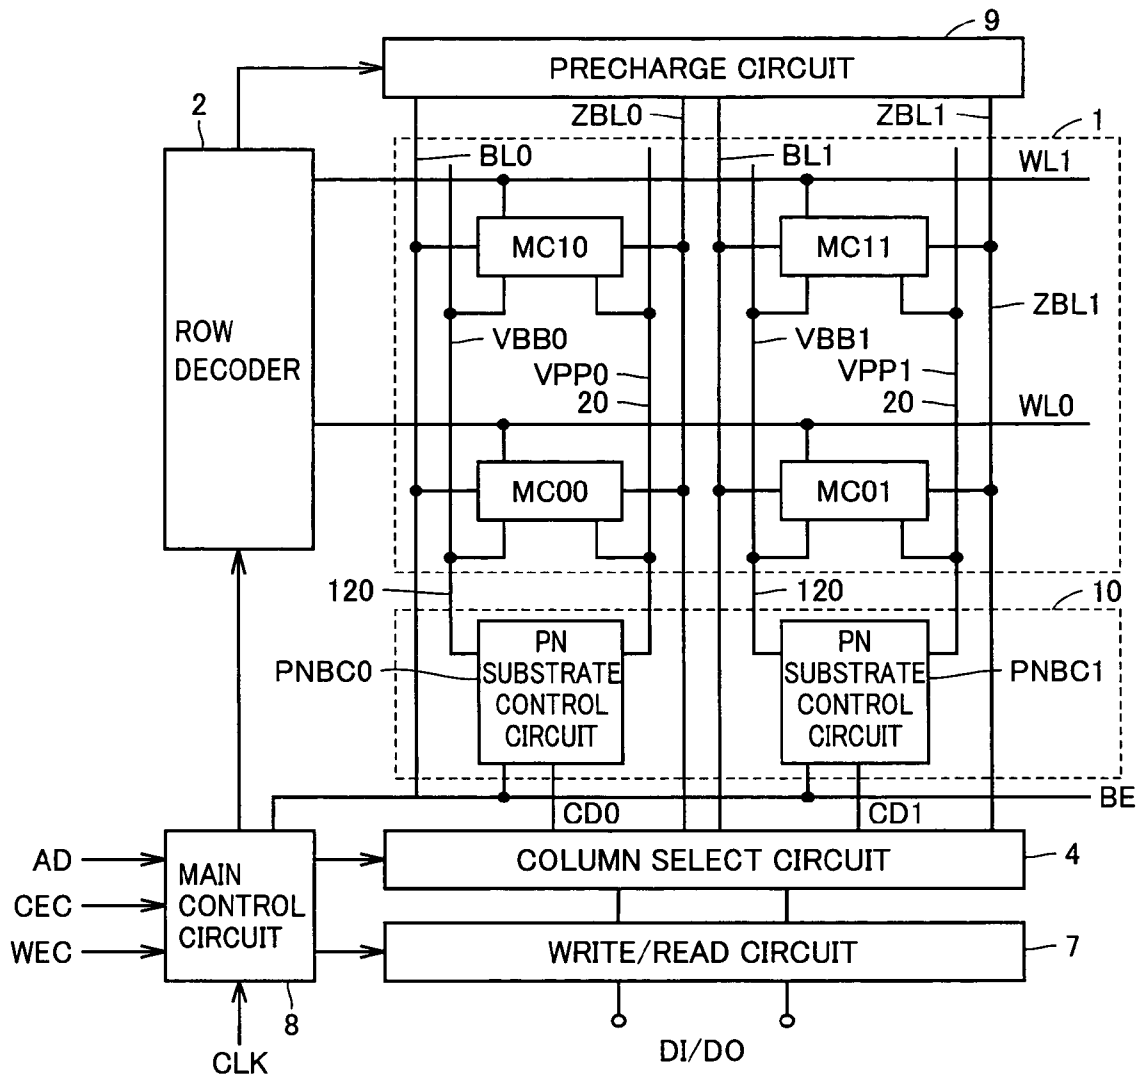 9
PRECHARGE CIRCUIT
2
ZBL0
ZBL1
1
BL0
BL1
WL1
MC10
MC11
ROW
DECODER
VBB0
VBB1
ZBL1
VPP0
VPP1
20
20
WL0
MC00
MC01
120
120
10
PNBC0
PN
SUBSTRATE
CONTROL
CIRCUIT
PN
SUBSTRATE
CONTROL
CIRCUIT
PNBC1
BE
CD0
CD1
AD
CEC
WEC
MAIN
CONTROL
CIRCUIT
COLUMN SELECT CIRCUIT
4
WRITE/READ CIRCUIT
7
8
CLK
DI/DO